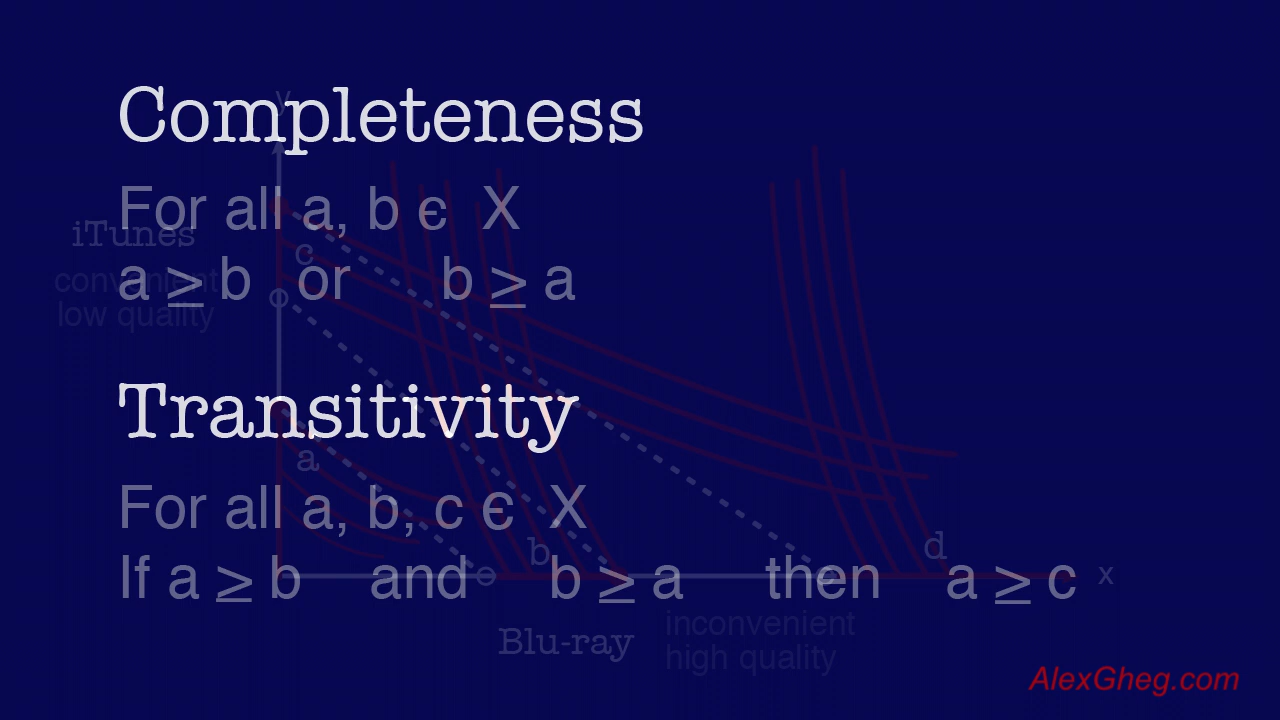 y
Completeness
For all a, b є X
iTunes
c
a ≥ b or b ≥ a
convenient
low quality
Transitivity
a
For all a, b, c є X
b
d
If a ≥ b and b ≥ a then a ≥ c
x
Blu-ray
inconvenient
high quality
AlexGheg.com